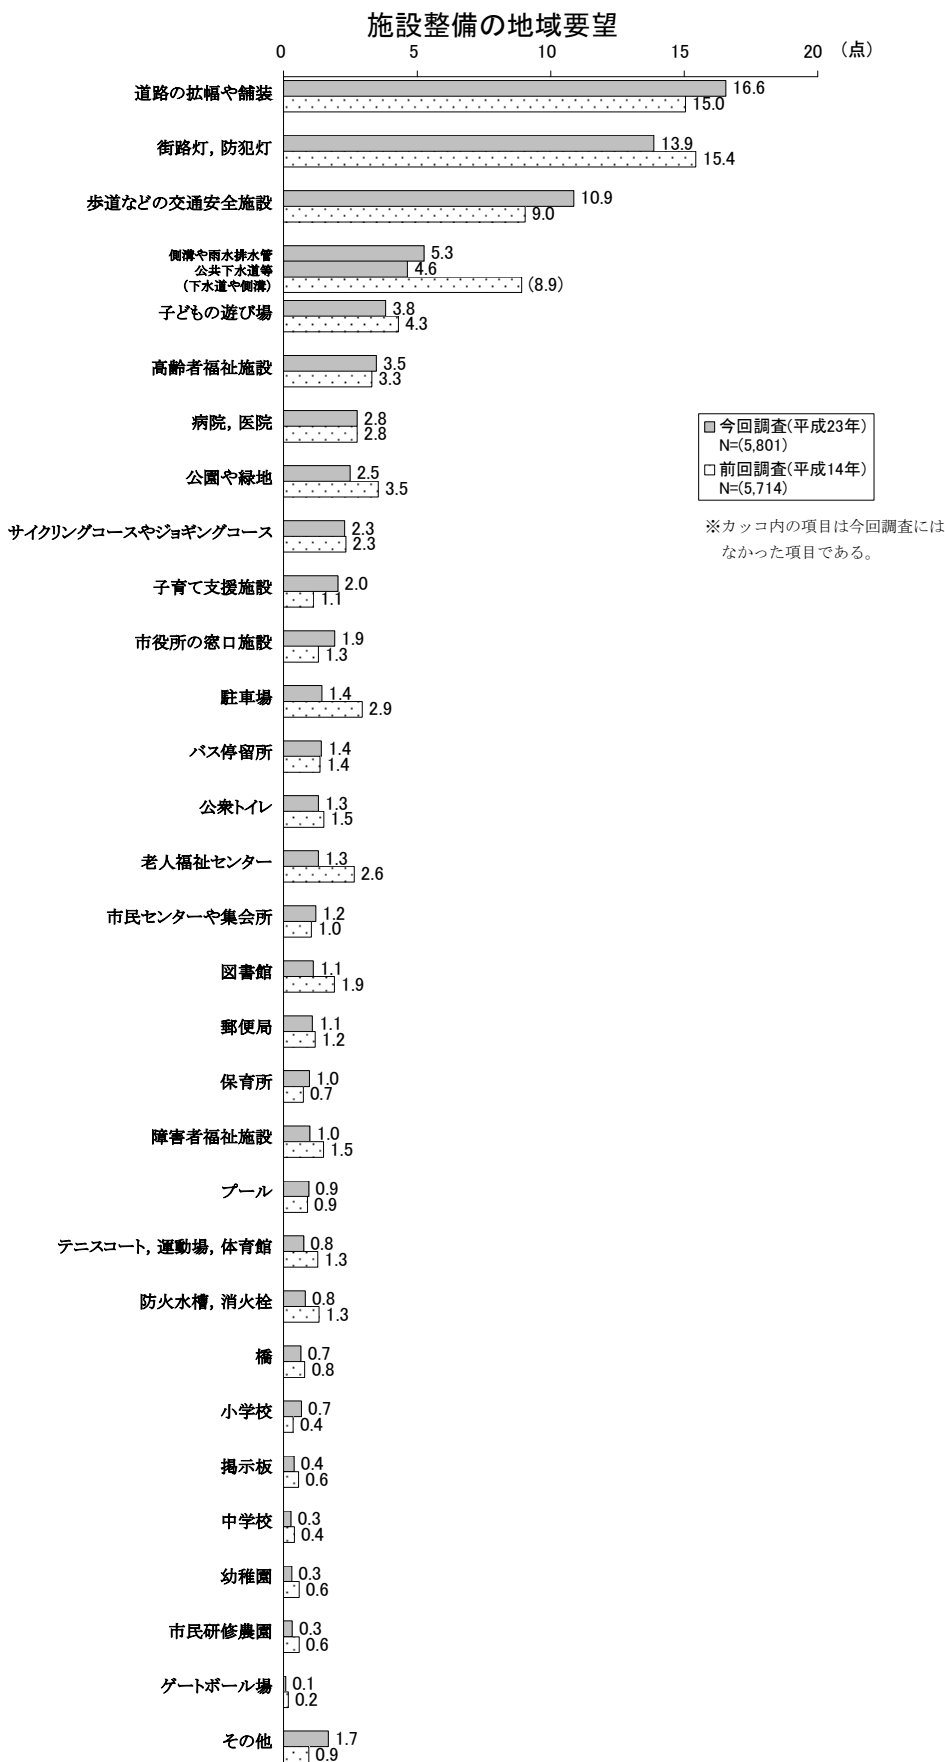 施設整備の地域要望
0 5 10 15 20 (点)
道路の拡幅や舗装 16.6
15.0
街路灯, 防犯灯 13.9
15.4
歩道などの交通安全施設 10.9
9.0
側溝や雨水排水管 5.3
公共下水道等 4.6
(下水道や側溝) (8.9)
子どもの遊び場 3.8
4.3
高齢者福祉施設 3.5
3.3
病院, 医院 2.8
2.8
公園や緑地 2.5
3.5
サイクリングコースやジョギングコース 2.3
2.3
子育て支援施設 2.0
1.1
市役所の窓口施設 1.9
1.3
駐車場 1.4
2.9
バス停留所 1.4
1.4
公衆トイレ 1.3
1.5
老人福祉センター 1.3
2.6
市民センターや集会所 1.2
1.0
図書館 1.1
1.9
郵便局 1.1
1.2
保育所 1.0
0.7
障害者福祉施設 1.0
1.5
プール 0.9
0.9
テニスコート, 運動場, 体育館 0.8
1.3
防火水槽, 消火栓 0.8
1.3
橋 0.7
0.8
小学校 0.7
0.4
掲示板 0.4
0.6
中学校 0.3
0.4
幼稚園 0.3
0.6
市民研修農園 0.3
0.6
ゲートボール場 0.1
0.2
その他 1.7
0.9
今回調査(平成23年)
N=(5,801)
前回調査(平成14年)
N=(5,714)
※カッコ内の項目は今回調査には
なかった項目である。